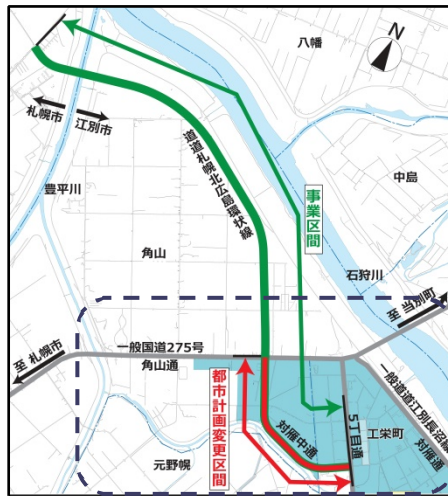 N
八幡
札幌市
江別市
道道札幌北広島環状線
中島
豊平川
事業区間
角山
石狩川
至 当別町
一般国道275号
至 札幌市
角山通
都市計画変更区間
一般道道江別長沼線
対雁通
5丁目通
工栄町
対雁中通
元野幌